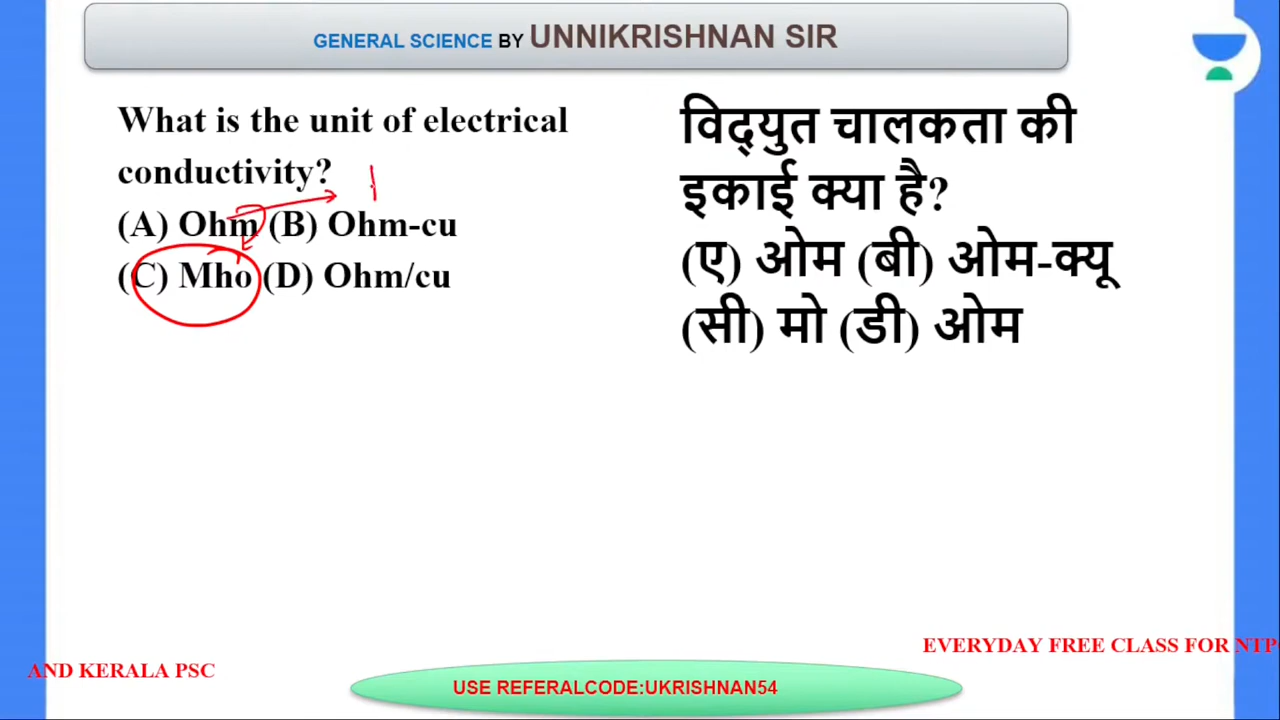 GENERAL SCIENCE BY UNNIKRISHNAN SIR
What is the unit of electrical
conductivity?
(A) Ohm (B) Ohm-cu
(C) Mho (D) Ohm/cu
विद्युत चालकता की
इकाई क्या है?
(ए) ओम (बी) ओम-क्यू
(सी) मो (डी) ओम
EVERYDAY FREE CLASS FOR NTP
AND KERALA PSC
USE REFERALCODE:UKRISHNAN54